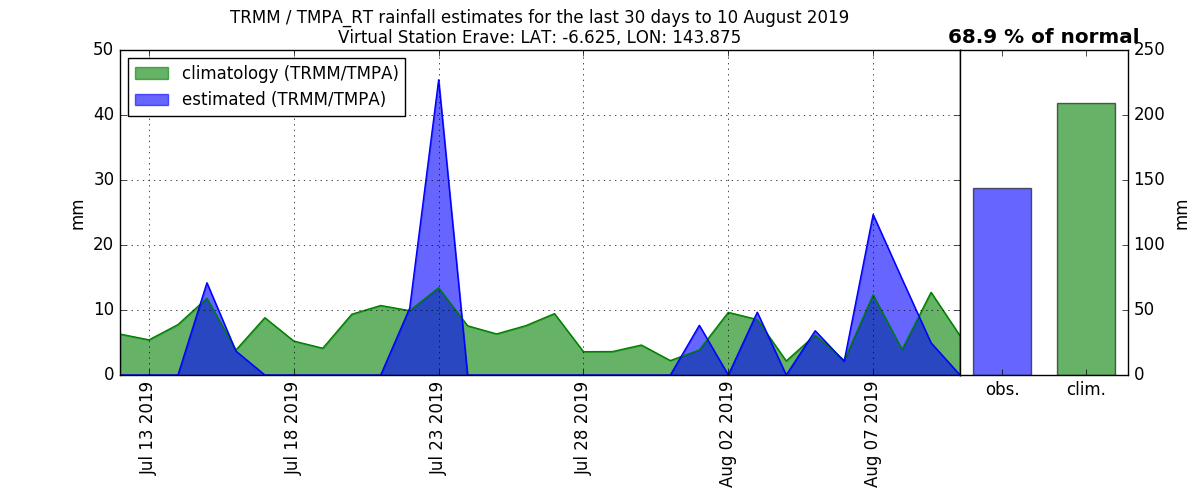 TRMM / TMPA_RT rainfall estimates for the last 30 days to 10 August 2019
Virtual Station Erave: LAT: -6.625, LON: 143.875
68.9 % of normal
climatology (TRMM/TMPA)
estimated (TRMM/TMPA)
50
40
30
20
10
0
mm
Jul 13 2019
Jul 18 2019
Jul 23 2019
Jul 28 2019
Aug 02 2019
Aug 07 2019
obs.
clim.
250
200
150
100
50
0
mm